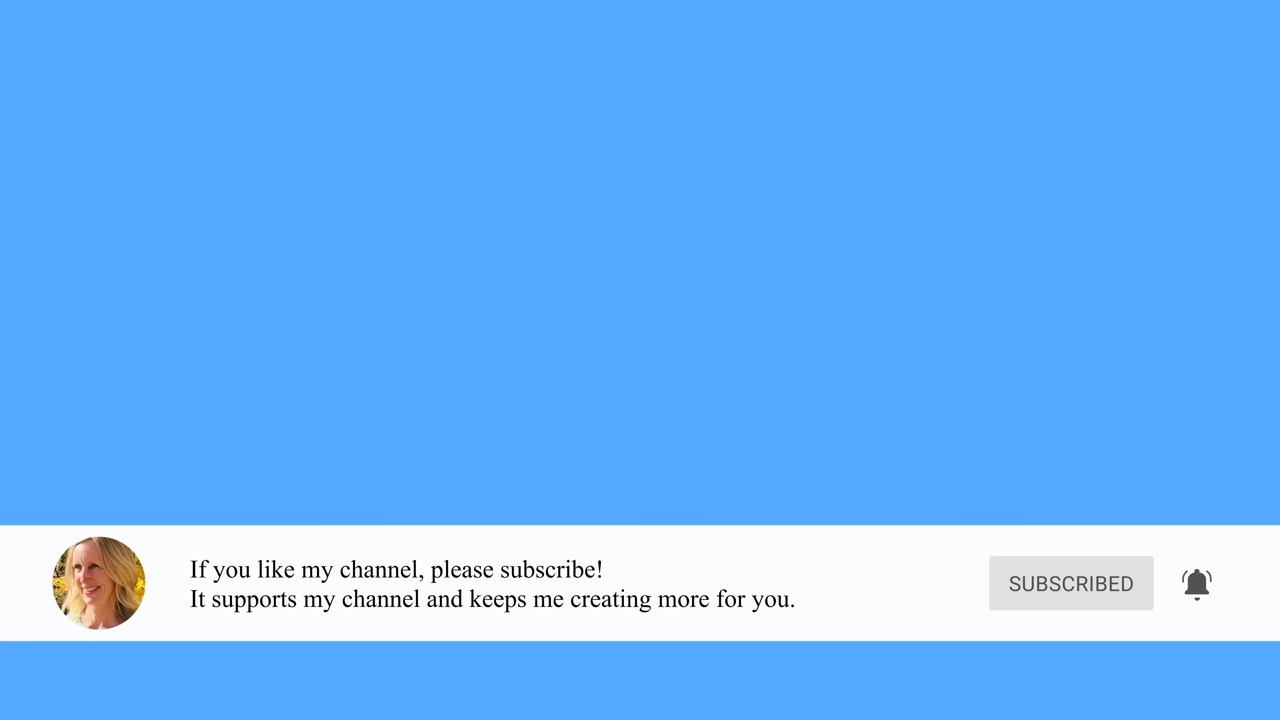 If you like my channel, please subscribe!
It supports my channel and keeps me creating more for you.
SUBSCRIBED